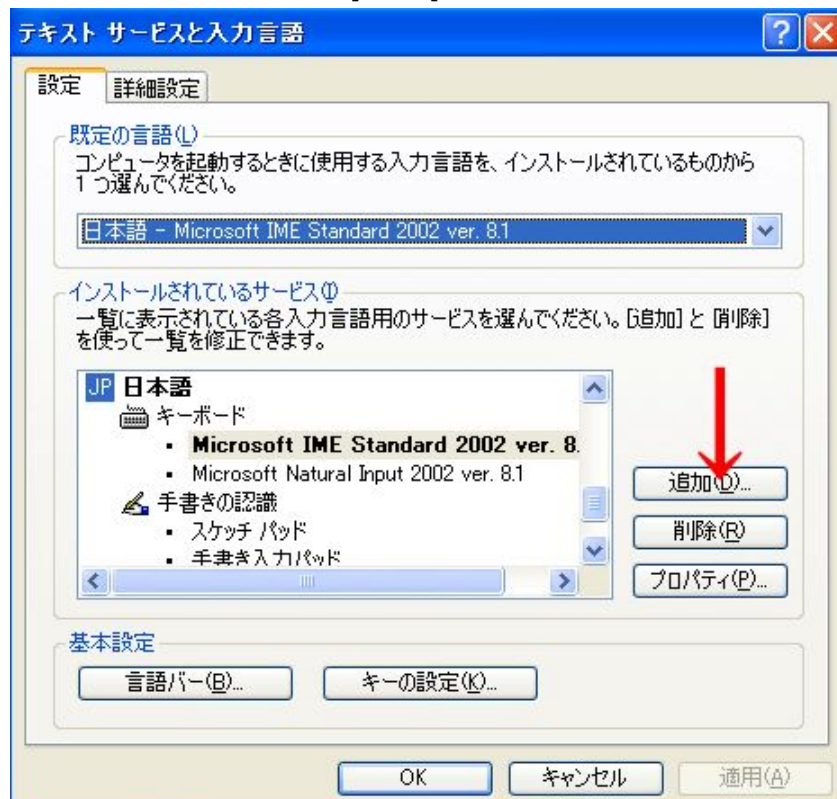 テキスト サービスと入力言語
設定
詳細設定
既定の言語(L)
コンピュータを起動するときに使用する入力言語を、インストールされているものから
1 つ選んでください。
日本語 - Microsoft IME Standard 2002 ver. 8.1
インストールされているサービス(I)
一覧に表示されている各入力言語用のサービスを選んでください。[追加] と [削除]
を使って一覧を修正できます。
JP 日本語
キーボード
• Microsoft IME Standard 2002 ver. 8.
• Microsoft Natural Input 2002 ver. 8.1
手書きの認識
• スケッチ パッド
• 手書き入力パッド
追加(D)...
削除(R)
プロパティ(P)...
基本設定
言語バー(B)...
キーの設定(K)...
OK
キャンセル
適用(A)